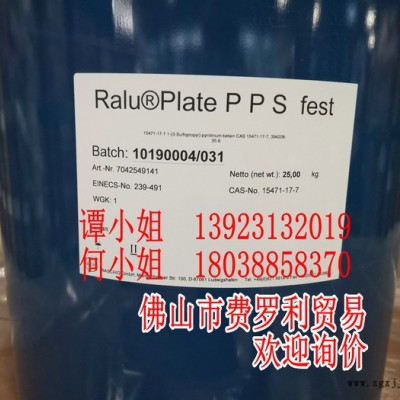 Ralu®Plate P P S fest
Batch: 10190004/031
Netto (net wt.): 25,00 kg
Art.-Nr. 7042549141
EINECS-No. 239-491
CAS-No. 15471-17-7
WGK: 1
谭小姐 13923132019
何小姐 18038858370
佛山市费罗利贸易
欢迎询价